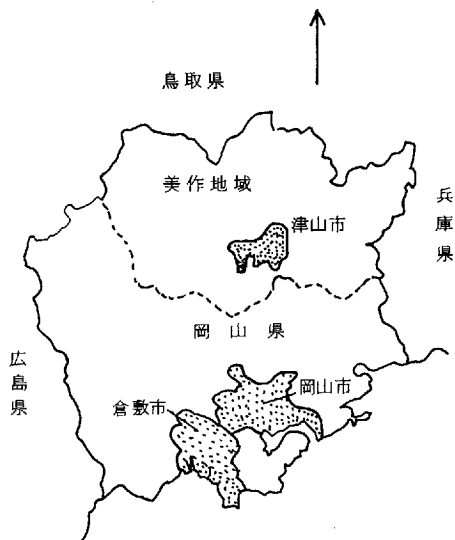 鳥取県
美作地域
津山市
兵庫県
岡山県
広島県
岡山市
倉敷市